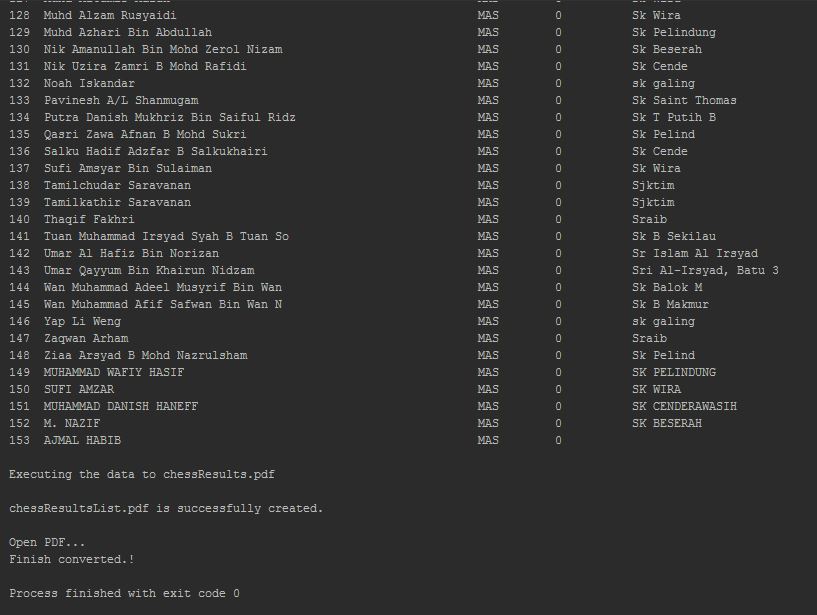 128 Muhd Alzam Rusyaidi MAS 0 Sk Wira
129 Muhd Azhari Bin Abdullah MAS 0 Sk Pelindung
130 Nik Amanullah Bin Mohd Zerol Nizam MAS 0 Sk Beserah
131 Nik Uzira Zamri B Mohd Rafidi MAS 0 Sk Cende
132 Noah Iskandar MAS 0 sk galing
133 Pavinesh A/L Shanmugam MAS 0 Sk Saint Thomas
134 Putra Danish Mukhriz Bin Saiful Ridz MAS 0 Sk T Putih B
135 Qasri Zawa Afnan B Mohd Sukri MAS 0 Sk Pelind
136 Salku Hadif Adzfar B Salkukhairi MAS 0 Sk Cende
137 Sufi Amsyar Bin Sulaiman MAS 0 Sk Wira
138 Tamilchudar Saravanan MAS 0 Sjktim
139 Tamilkathir Saravanan MAS 0 Sjktim
140 Thaqif Fakhri MAS 0 Sraib
141 Tuan Muhammad Irsyad Syah B Tuan So MAS 0 Sk B Sekilau
142 Umar Al Hafiz Bin Norizan MAS 0 Sr Islam Al Irsyad
143 Umar Qayyum Bin Khairun Nidzam MAS 0 Sri Al-Irsyad, Batu 3
144 Wan Muhammad Adeel Musyrif Bin Wan MAS 0 Sk Balok M
145 Wan Muhammad Afif Safwan Bin Wan N MAS 0 Sk B Makmur
146 Yap Li Weng MAS 0 sk galing
147 Zaqwan Arham MAS 0 Sraib
148 Ziaa Arsyad B Mohd Nazrulsham MAS 0 Sk Pelind
149 MUHAMMAD WAFIY HASIF MAS 0 SK PELINDUNG
150 SUFI AMZAR MAS 0 SK WIRA
151 MUHAMMAD DANISH HANEFF MAS 0 SK CENDERAWASIH
152 M. NAZIF MAS 0 SK BESERAH
153 AJMAL HABIB MAS 0
Executing the data to chessResults.pdf
chessResultsList.pdf is successfully created.
Open PDF...
Finish converted.!
Process finished with exit code 0